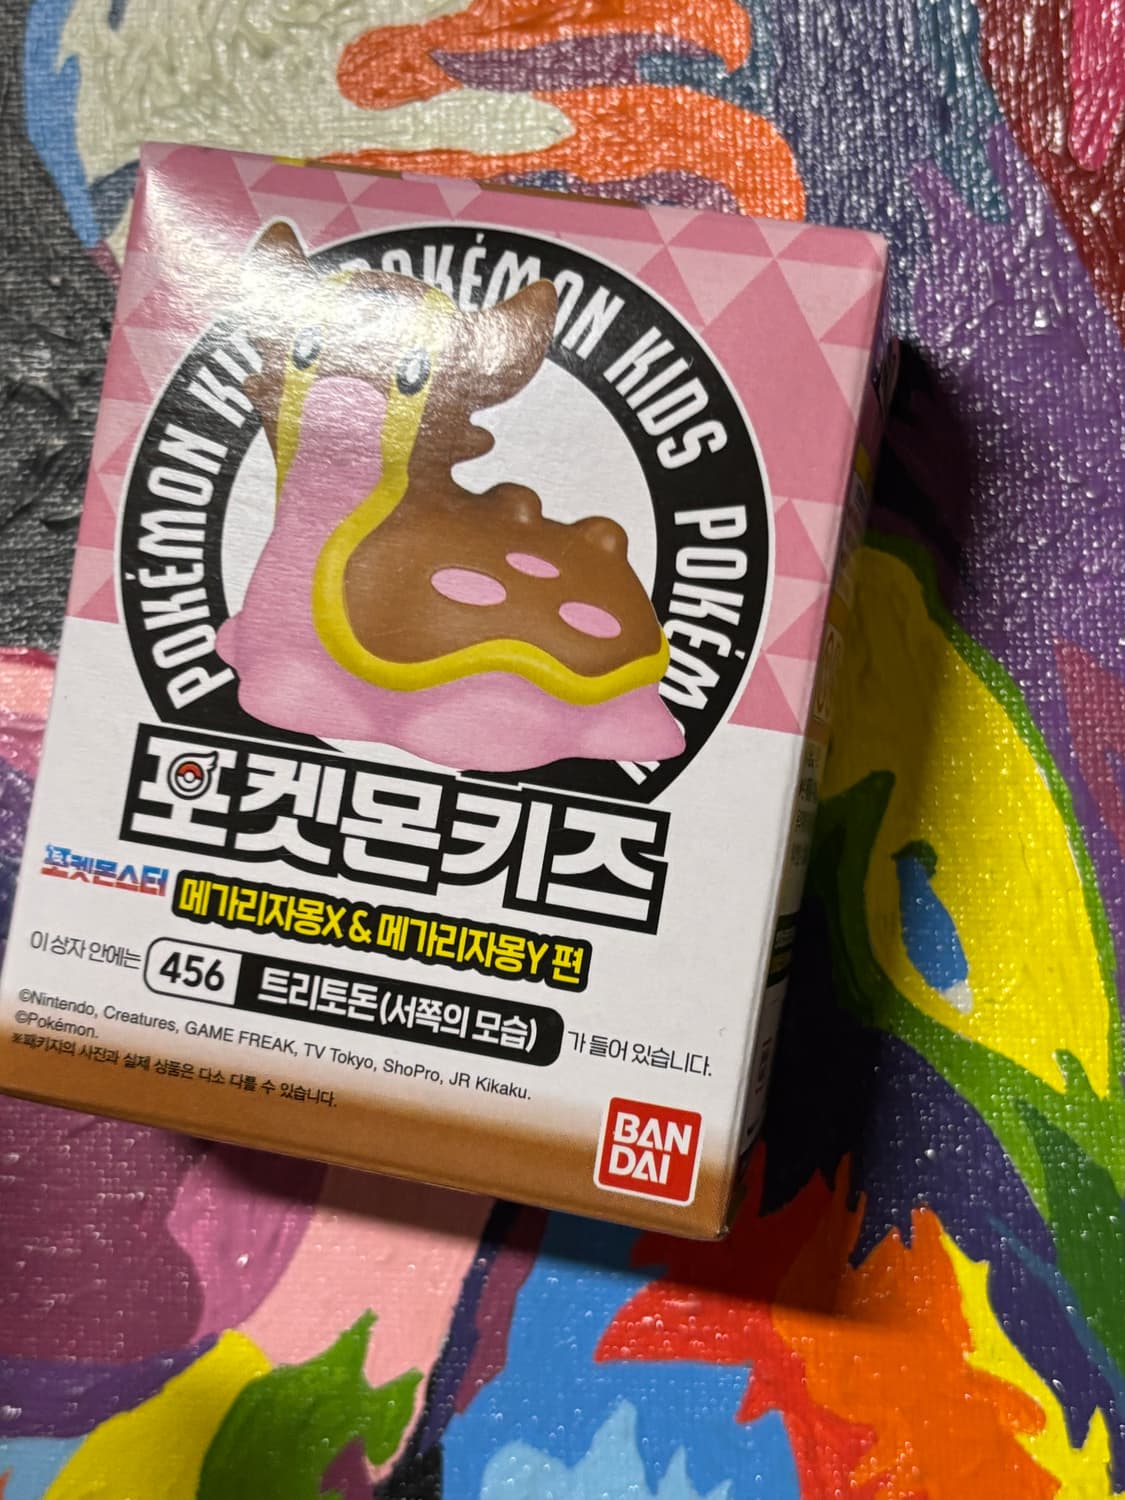 POKÉMON KIDS POKÉMON KIDS POKÉMON
포켓몬키즈
포켓몬스터
메가리자몽X & 메가리자몽Y 편
이 상자 안에는 456 트리토돈(서쪽의 모습) 가 들어 있습니다.
©Nintendo, Creatures, GAME FREAK, TV Tokyo, ShoPro, JR Kikaku.
©Pokémon.
※패키지의 사진과 실제 상품은 다소 다를 수 있습니다.
BAN
DAI